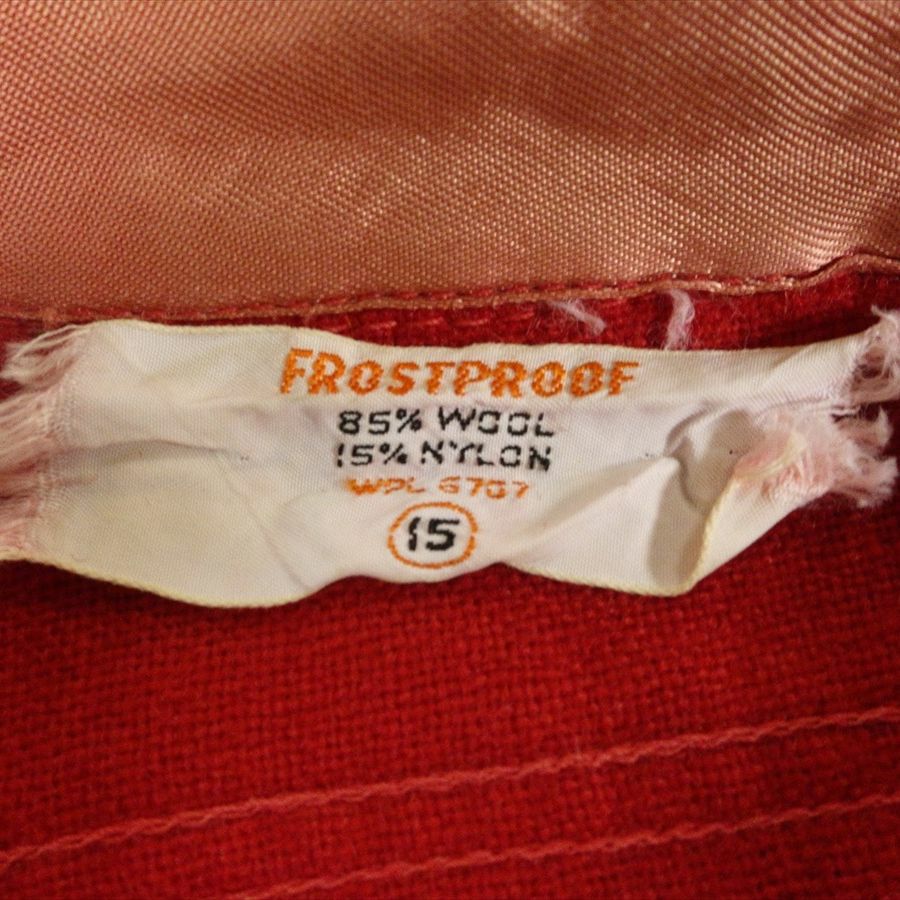 FROSTPROOF
85% WOOL
15% NYLON
WPL 6707
15